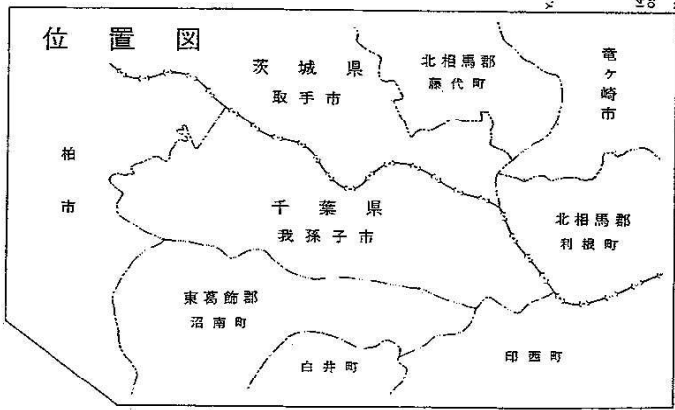 位置図
茨城県
取手市
北相馬郡
藤代町
竜ヶ崎市
柏市
千葉県
我孫子市
北相馬郡
利根町
東葛飾郡
沼南町
白井町
印西町